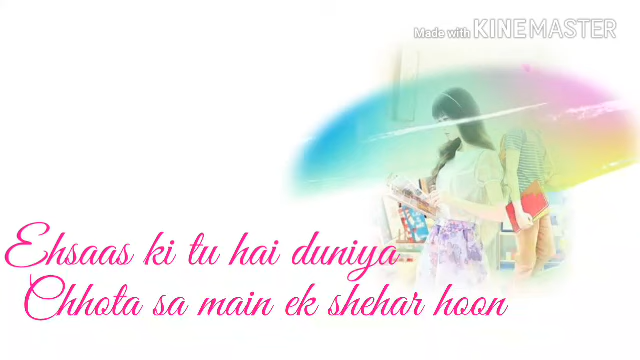 Made with KINEMASTER
Ehsaas ki tu hai duniya
Chhota sa main ek shehar hoon